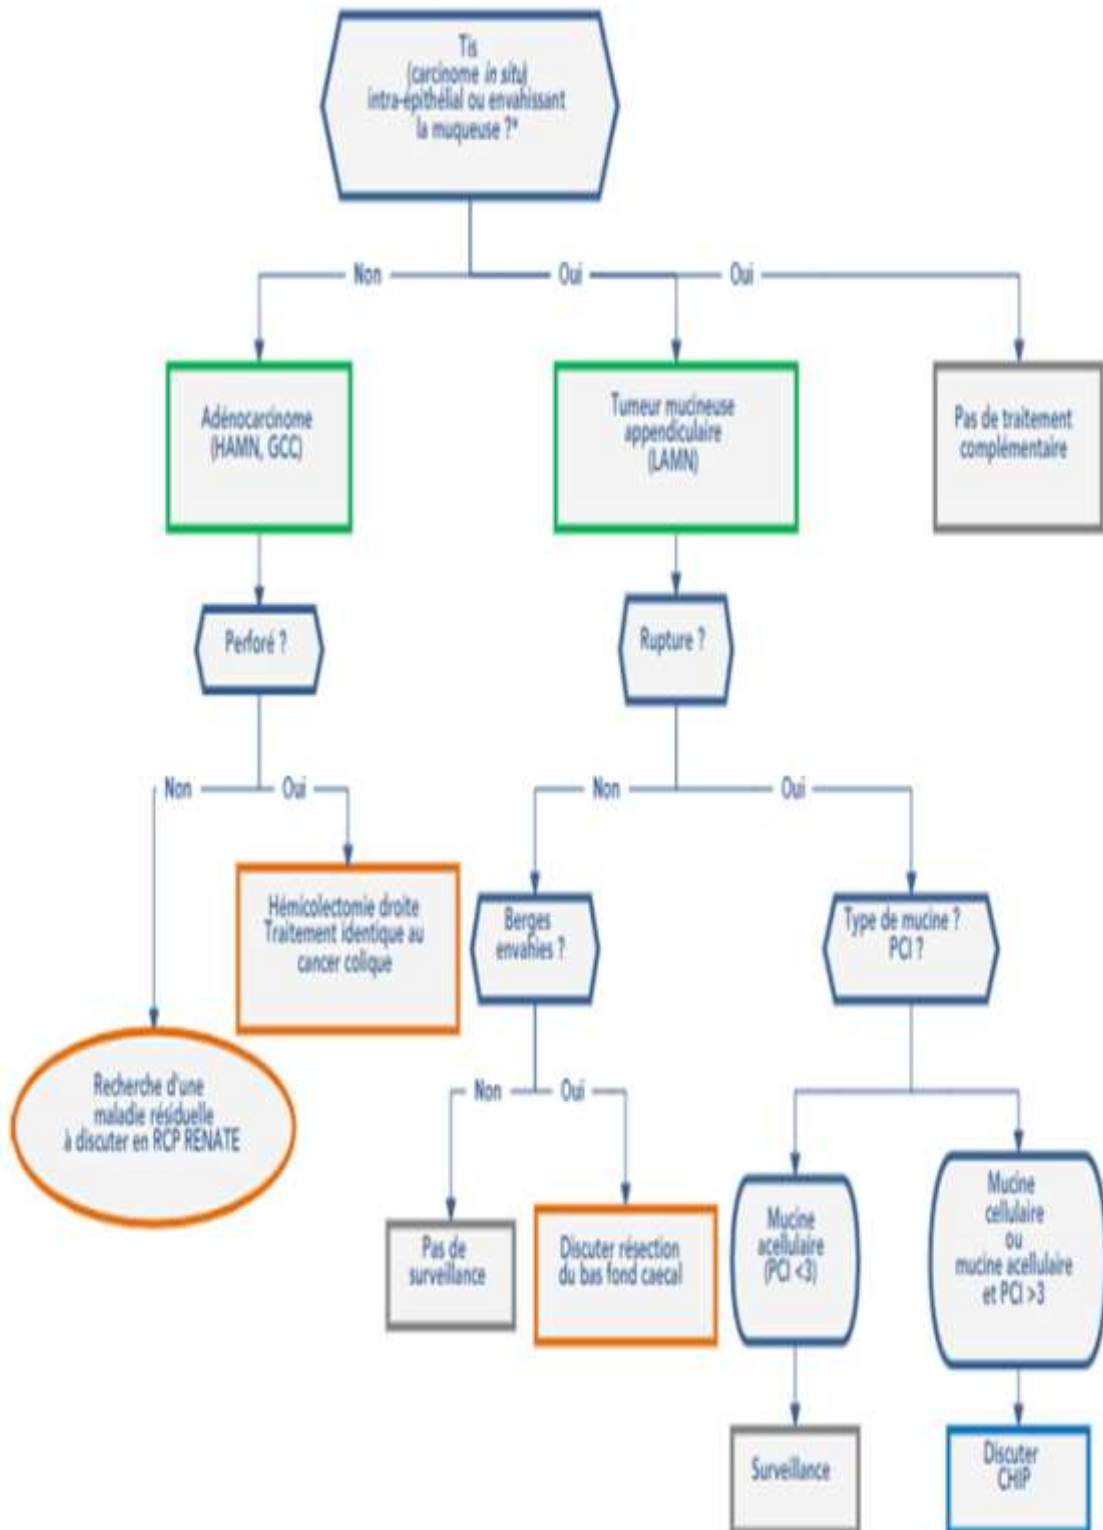 Tis
(carcinome in situ)
intra-épithélial ou envahissant
la muqueuse ?*
Non
Oui
Oui
Adénocarcinome
(HAMN, GCC)
Tumeur mucineuse
appendiculaire
(LAMN)
Pas de traitement
complémentaire
Perforé ?
Rupture ?
Non
Oui
Non
Oui
Hémicolectomie droite
Traitement identique au
cancer colique
Berges
envahies ?
Type de mucine ?
PCI ?
Recherche d'une
maladie résiduelle
à discuter en RCP RENATE
Non
Oui
Pas de
surveillance
Discuter résection
du bas fond caecal
Mucine
acellulaire
(PCI <3)
Mucine
cellulaire
ou
mucine acellulaire
et PCI >3
Surveillance
Discuter
CHIP